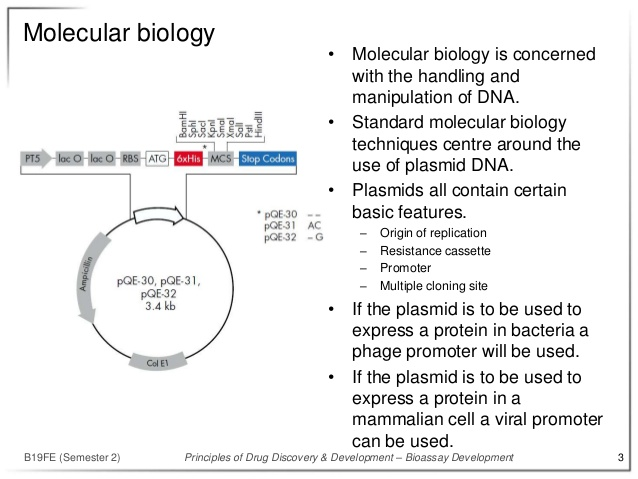 Molecular biology
BamHI
SphI
SacI
KpnI
SmaI
XmaI
SalI
PstI
HindIII
*
PT5 lac O lac O RBS ATG 6xHis MCS Stop Codons
* pQE-30 – –
pQE-31 AC
pQE-32 – G
Ampicillin
pQE-30, pQE-31,
pQE-32
3.4 kb
Col E1
• Molecular biology is concerned
with the handling and
manipulation of DNA.
• Standard molecular biology
techniques centre around the
use of plasmid DNA.
• Plasmids all contain certain
basic features.
– Origin of replication
– Resistance cassette
– Promoter
– Multiple cloning site
• If the plasmid is to be used to
express a protein in bacteria a
phage promoter will be used.
• If the plasmid is to be used to
express a protein in a
mammalian cell a viral promoter
can be used.
B19FE (Semester 2) Principles of Drug Discovery & Development – Bioassay Development 3